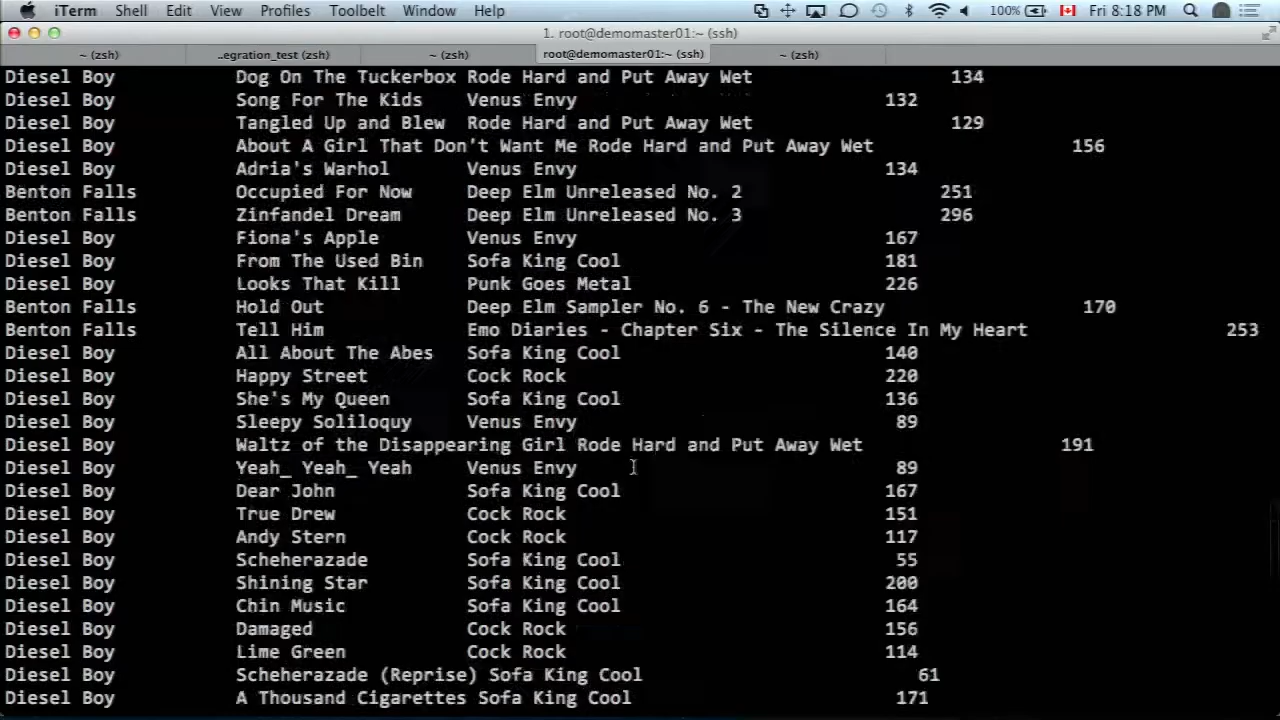 iTerm Shell Edit View Profiles Toolbelt Window Help 100% Fri 8:18 PM
1. root@demomaster01:~ (ssh)
~ (zsh) ..egration_test (zsh) ~ (zsh) root@demomaster01:~ (ssh) ~ (zsh)
Diesel Boy Dog On The Tuckerbox Rode Hard and Put Away Wet 134
Diesel Boy Song For The Kids Venus Envy 132
Diesel Boy Tangled Up and Blew Rode Hard and Put Away Wet 129
Diesel Boy About A Girl That Don't Want Me Rode Hard and Put Away Wet 156
Diesel Boy Adria's Warhol Venus Envy 134
Benton Falls Occupied For Now Deep Elm Unreleased No. 2 251
Benton Falls Zinfandel Dream Deep Elm Unreleased No. 3 296
Diesel Boy Fiona's Apple Venus Envy 167
Diesel Boy From The Used Bin Sofa King Cool 181
Diesel Boy Looks That Kill Punk Goes Metal 226
Benton Falls Hold Out Deep Elm Sampler No. 6 - The New Crazy 170
Benton Falls Tell Him Emo Diaries - Chapter Six - The Silence In My Heart 253
Diesel Boy All About The Abes Sofa King Cool 140
Diesel Boy Happy Street Cock Rock 220
Diesel Boy She's My Queen Sofa King Cool 136
Diesel Boy Sleepy Soliloquy Venus Envy 89
Diesel Boy Waltz of the Disappearing Girl Rode Hard and Put Away Wet 191
Diesel Boy Yeah_ Yeah_ Yeah Venus Envy 89
Diesel Boy Dear John Sofa King Cool 167
Diesel Boy True Drew Cock Rock 151
Diesel Boy Andy Stern Cock Rock 117
Diesel Boy Scheherazade Sofa King Cool 55
Diesel Boy Shining Star Sofa King Cool 200
Diesel Boy Chin Music Sofa King Cool 164
Diesel Boy Damaged Cock Rock 156
Diesel Boy Lime Green Cock Rock 114
Diesel Boy Scheherazade (Reprise) Sofa King Cool 61
Diesel Boy A Thousand Cigarettes Sofa King Cool 171